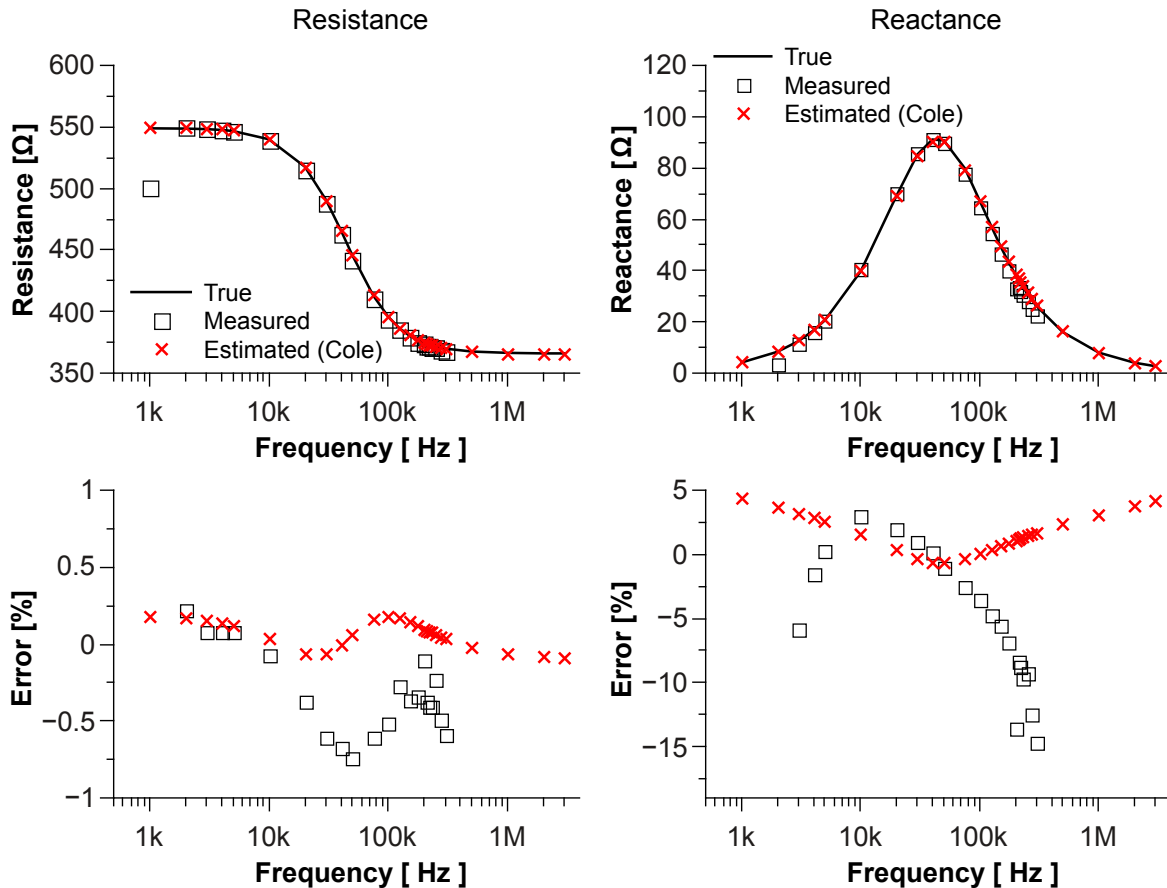 Resistance
600
550
500
450
400
350
Resistance [Ω]
True
Measured
Estimated (Cole)
1k 10k 100k 1M
Frequency [ Hz ]
Reactance
120
100
80
60
40
20
0
Reactance [Ω]
True
Measured
Estimated (Cole)
1k 10k 100k 1M
Frequency [ Hz ]
1
0.5
0
−0.5
−1
Error [%]
1k 10k 100k 1M
Frequency [ Hz ]
5
0
−5
−10
−15
Error [%]
1k 10k 100k 1M
Frequency [ Hz ]